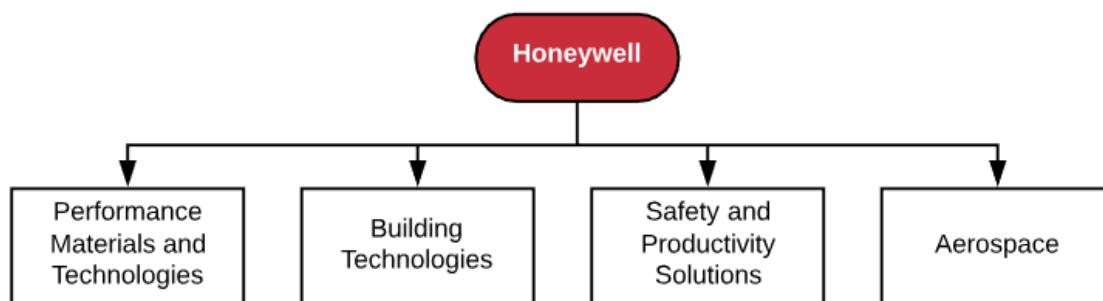 Honeywell
Performance
Materials and
Technologies
Building
Technologies
Safety and
Productivity
Solutions
Aerospace